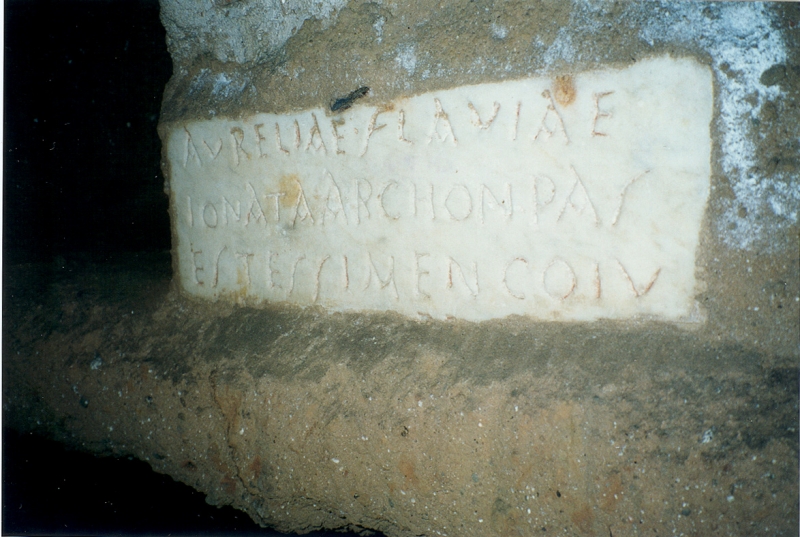 AVRELIAE FLAVIAE
IONATA ARCHON PAS
ESTESSIMEN COIV